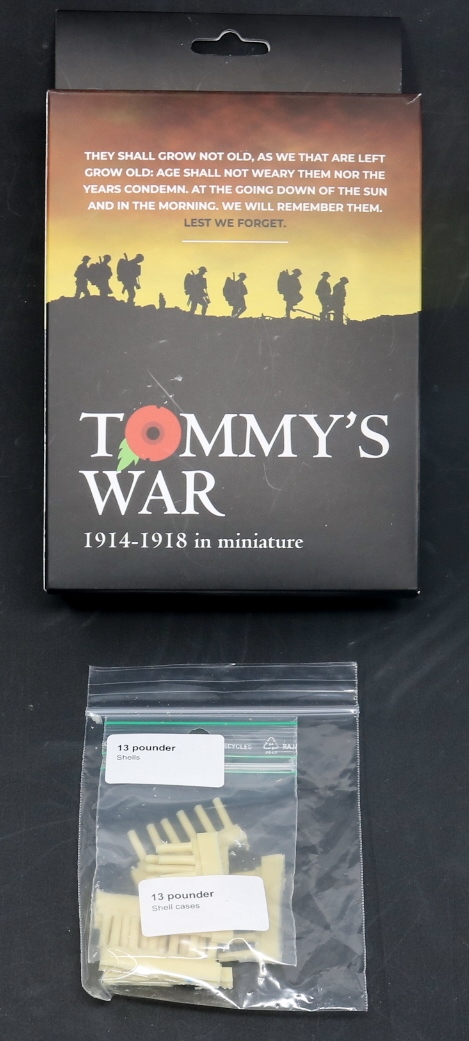 THEY SHALL GROW NOT OLD, AS WE THAT ARE LEFT
GROW OLD: AGE SHALL NOT WEARY THEM NOR THE
YEARS CONDEMN. AT THE GOING DOWN OF THE SUN
AND IN THE MORNING. WE WILL REMEMBER THEM.
LEST WE FORGET.
TOMMY'S
WAR
1914-1918 in miniature
13 pounder
Shells
13 pounder
Shell cases